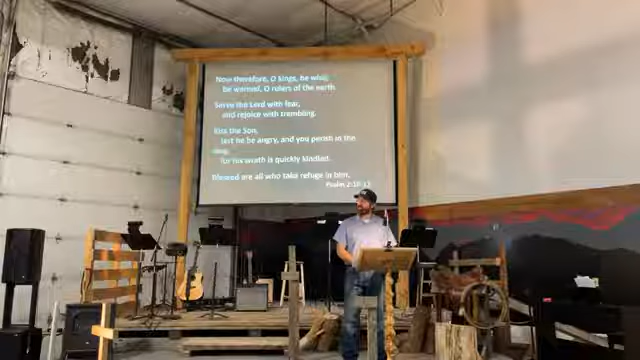 Now therefore, O kings, be wise;
be warned, O rulers of the earth.
Serve the Lord with fear,
and rejoice with trembling.
Kiss the Son,
lest he be angry, and you perish in the
for his wrath is quickly kindled.
Blessed are all who take refuge in him.
Psalm 2:10-12